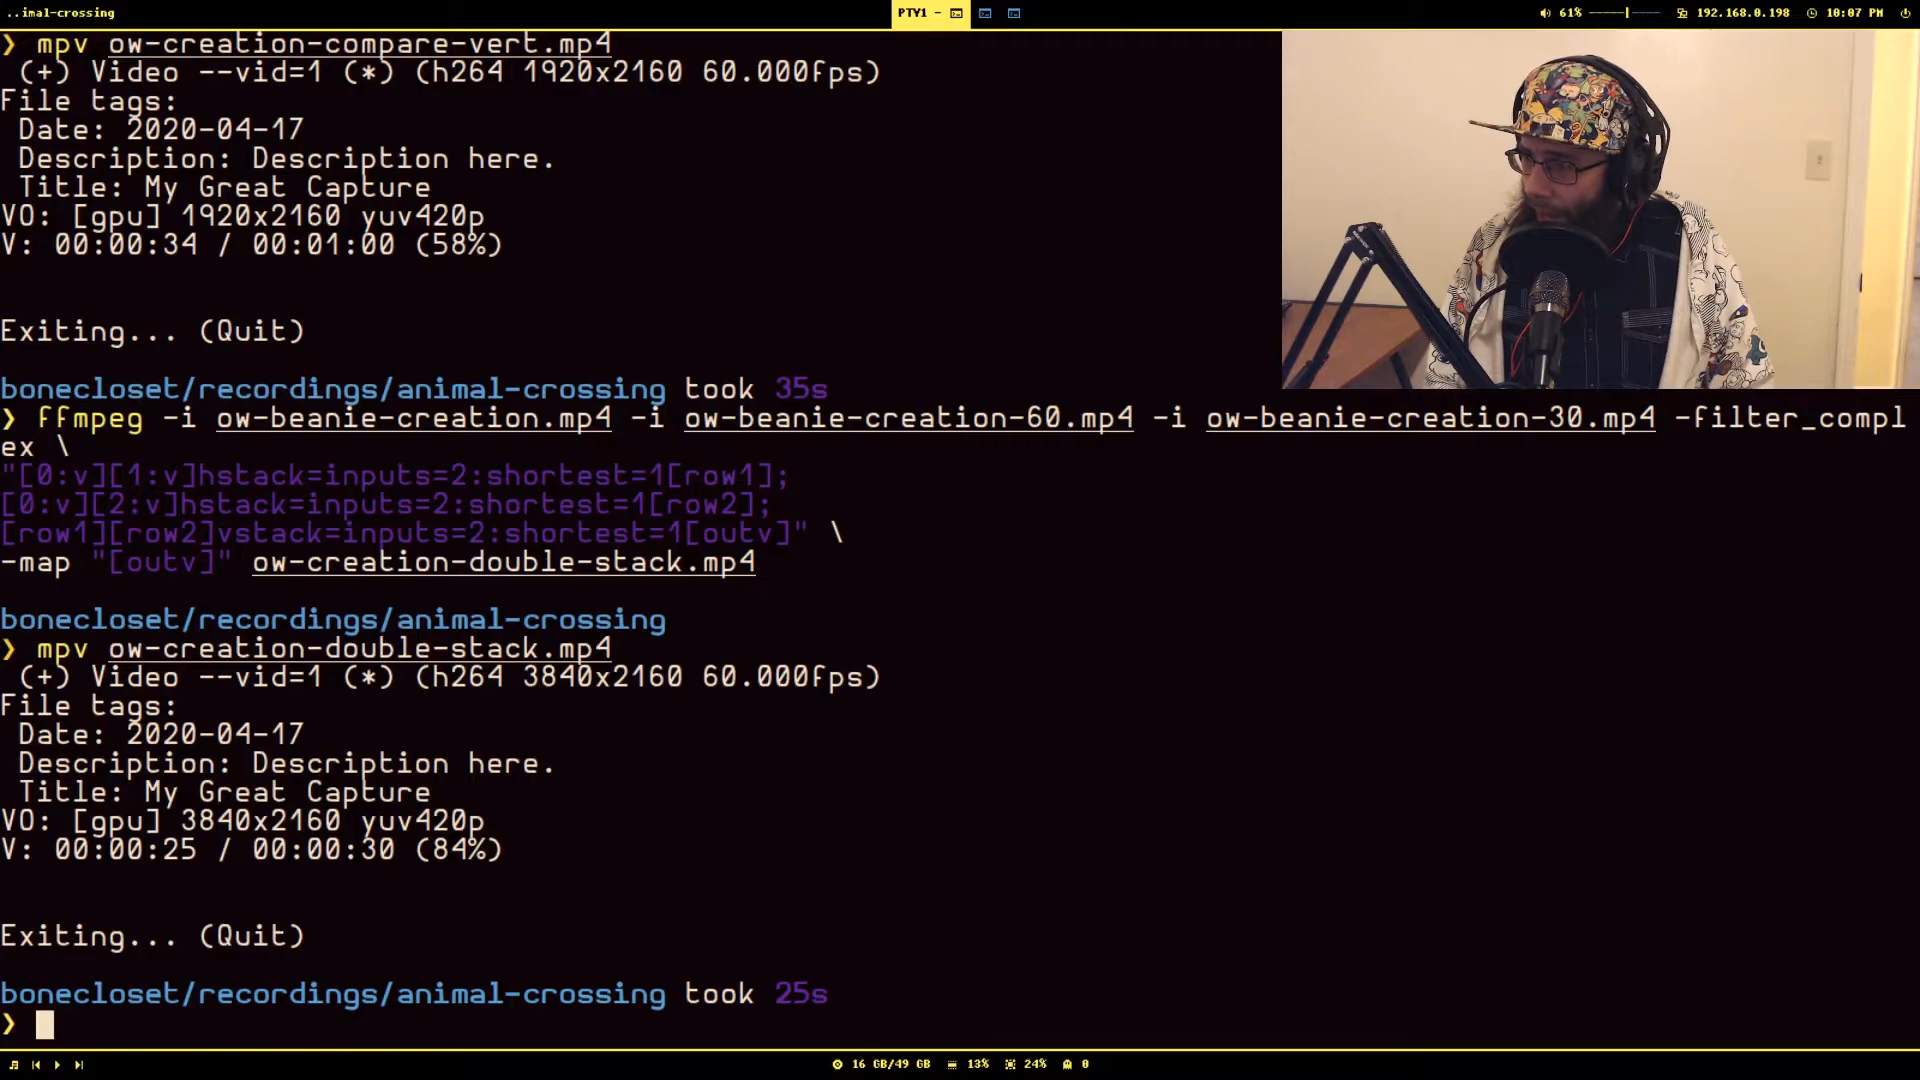 ..imal-crossing
PTY1 -
61%
192.168.0.198
10:07 PM
❯ mpv ow-creation-compare-vert.mp4
(+) Video --vid=1 (*) (h264 1920x2160 60.000fps)
File tags:
Date: 2020-04-17
Description: Description here.
Title: My Great Capture
VO: [gpu] 1920x2160 yuv420p
V: 00:00:34 / 00:01:00 (58%)
Exiting... (Quit)
bonecloset/recordings/animal-crossing took 35s
❯ ffmpeg -i ow-beanie-creation.mp4 -i ow-beanie-creation-60.mp4 -i ow-beanie-creation-30.mp4 -filter_compl
ex \
"[0:v][1:v]hstack=inputs=2:shortest=1[row1];
[0:v][2:v]hstack=inputs=2:shortest=1[row2];
[row1][row2]vstack=inputs=2:shortest=1[outv]" \
-map "[outv]" ow-creation-double-stack.mp4
bonecloset/recordings/animal-crossing
❯ mpv ow-creation-double-stack.mp4
(+) Video --vid=1 (*) (h264 3840x2160 60.000fps)
File tags:
Date: 2020-04-17
Description: Description here.
Title: My Great Capture
VO: [gpu] 3840x2160 yuv420p
V: 00:00:25 / 00:00:30 (84%)
Exiting... (Quit)
bonecloset/recordings/animal-crossing took 25s
❯
16 GB/49 GB
13%
24%
0